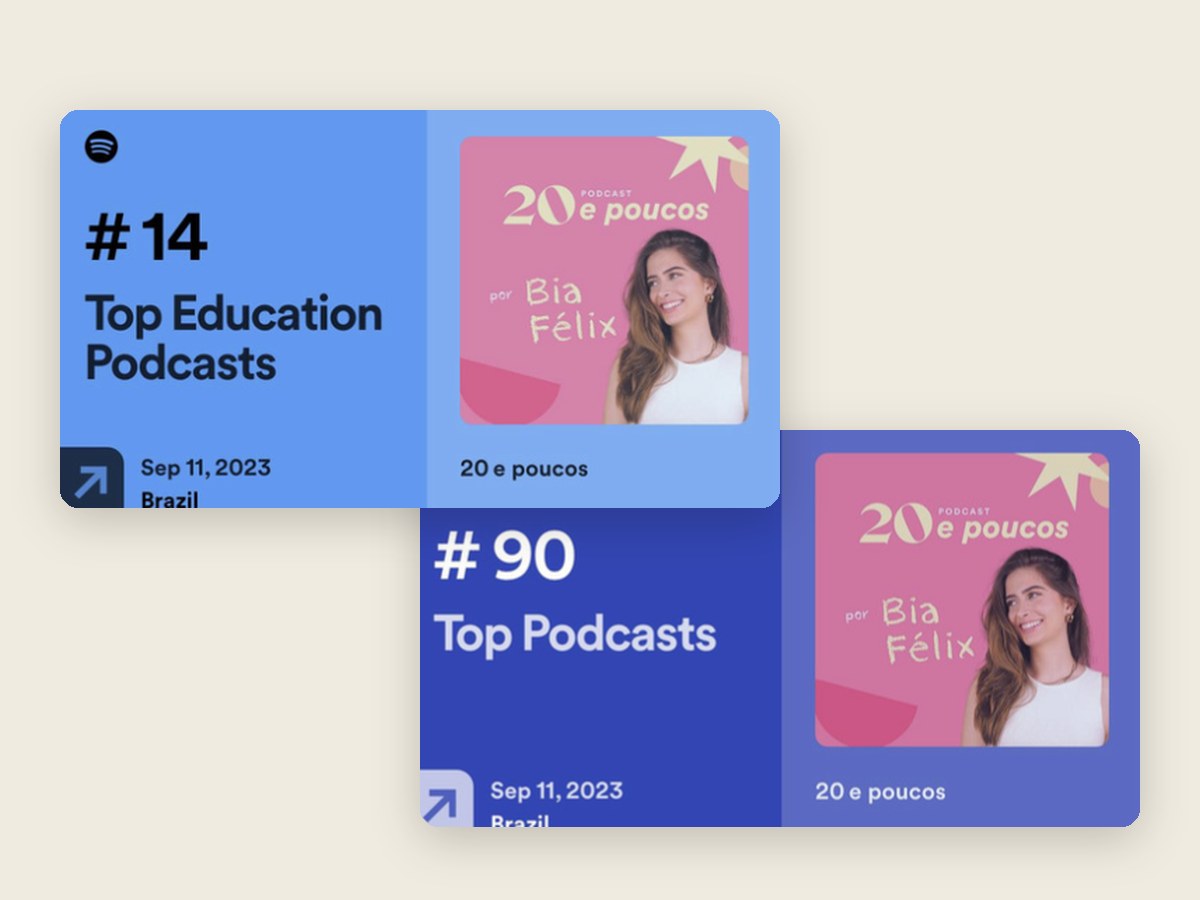 # 14
Top Education
Podcasts
Sep 11, 2023
Brazil
PODCAST
20 e poucos
por Bia
Félix
20 e poucos
# 90
Top Podcasts
Sep 11, 2023
Brazil
PODCAST
20 e poucos
por Bia
Félix
20 e poucos